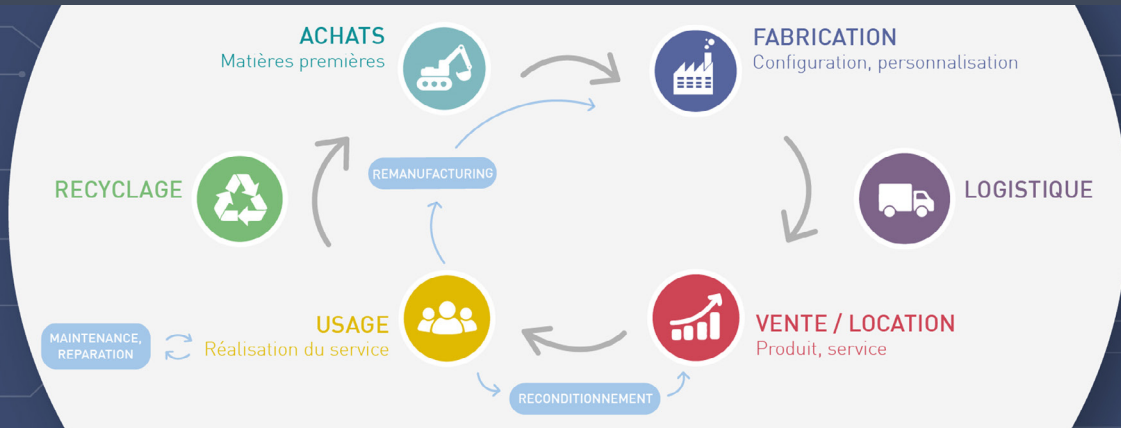 ACHATS
Matières premières
FABRICATION
Configuration, personnalisation
REMANUFACTURING
RECYCLAGE
LOGISTIQUE
USAGE
Réalisation du service
MAINTENANCE,
REPARATION
VENTE / LOCATION
Produit, service
RECONDITIONNEMENT